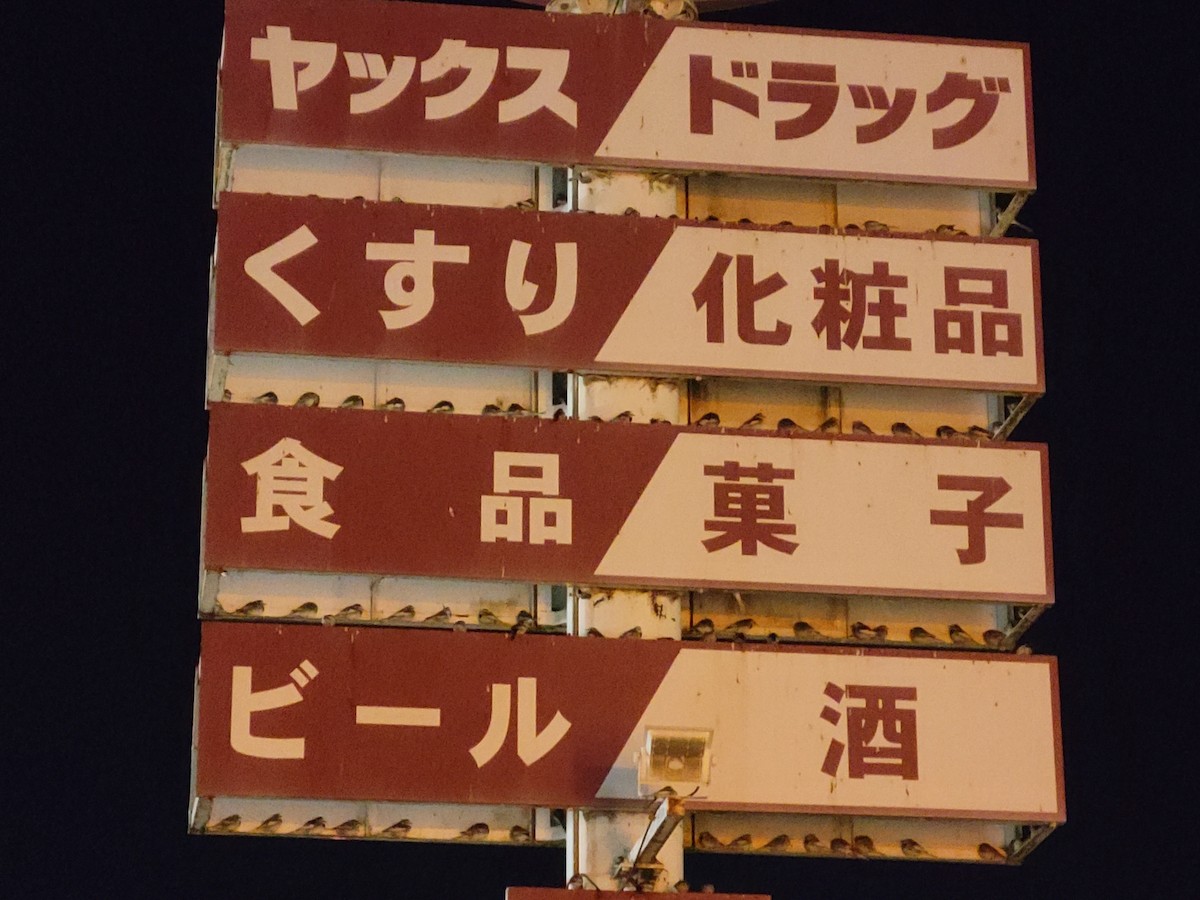 ヤックス ドラッグ
くすり 化粧品
食品 菓子
ビール 酒